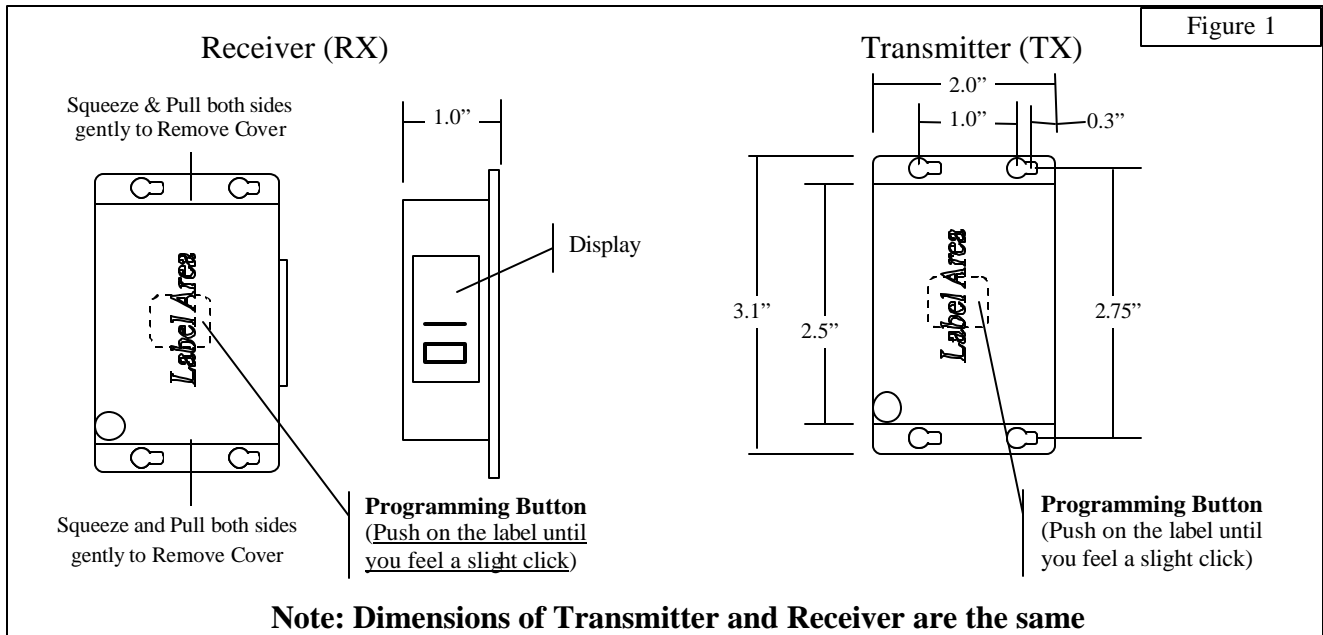 Figure 1
Receiver (RX)
Transmitter (TX)
Squeeze & Pull both sides
gently to Remove Cover
1.0”
2.0”
1.0”
0.3”
Label Area
Display
Label Area
3.1”
2.5”
2.75”
Squeeze and Pull both sides
gently to Remove Cover
Programming Button
(Push on the label until
you feel a slight click)
Programming Button
(Push on the label until
you feel a slight click)
Note: Dimensions of Transmitter and Receiver are the same